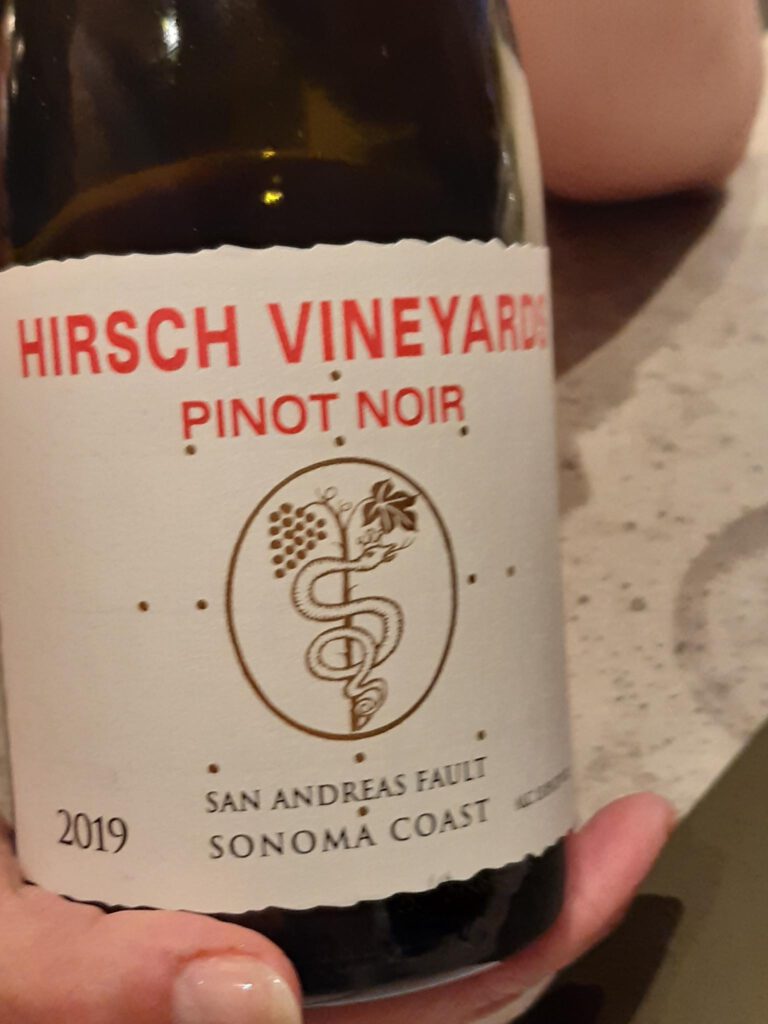 HIRSCH VINEYARDS
PINOT NOIR
SAN ANDREAS FAULT
2019
SONOMA COAST